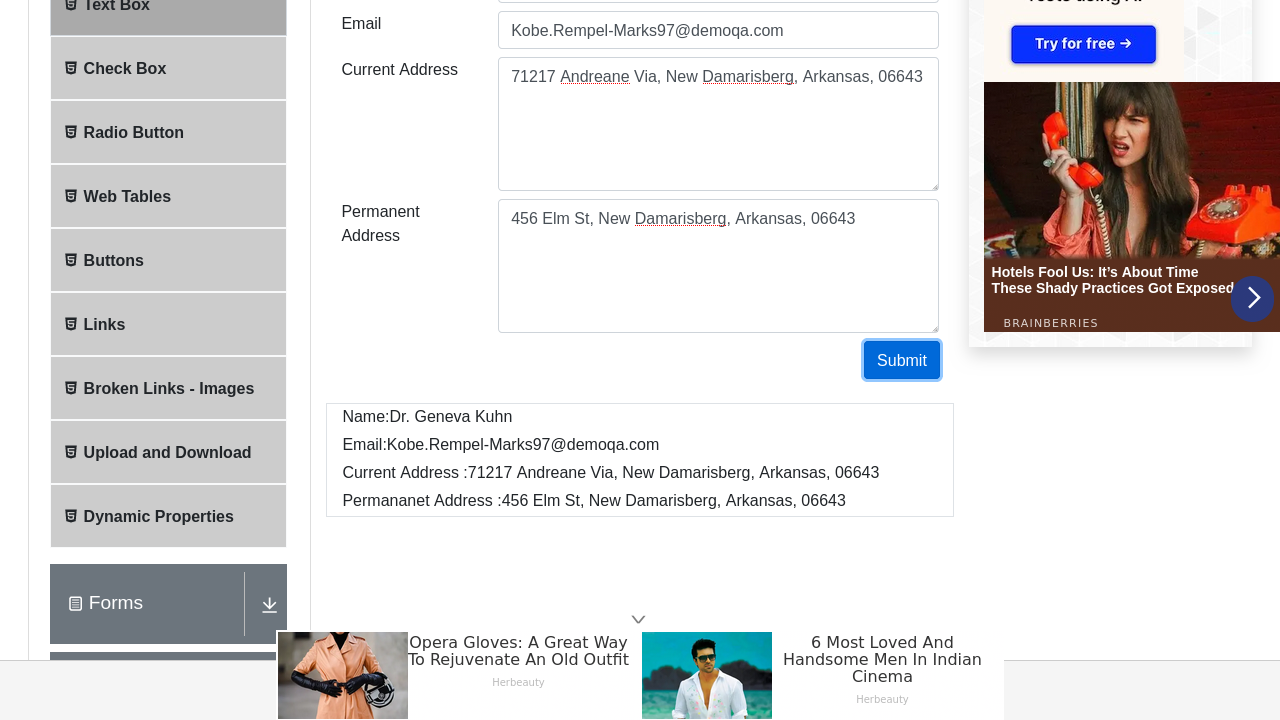 Text Box
Check Box
Radio Button
Web Tables
Buttons
Links
Broken Links - Images
Upload and Download
Dynamic Properties
Forms
Email
Kobe.Rempel-Marks97@demoqa.com
Current Address
71217 Andreane Via, New Damarisberg, Arkansas, 06643
Permanent
Address
456 Elm St, New Damarisberg, Arkansas, 06643
Submit
Name:Dr. Geneva Kuhn
Email:Kobe.Rempel-Marks97@demoqa.com
Current Address :71217 Andreane Via, New Damarisberg, Arkansas, 06643
Permananet Address :456 Elm St, New Damarisberg, Arkansas, 06643
Try for free →
Hotels Fool Us: It’s About Time
These Shady Practices Got Exposed
BRAINBERRIES
Opera Gloves: A Great Way
To Rejuvenate An Old Outfit
Herbeauty
6 Most Loved And
Handsome Men In Indian
Cinema
Herbeauty